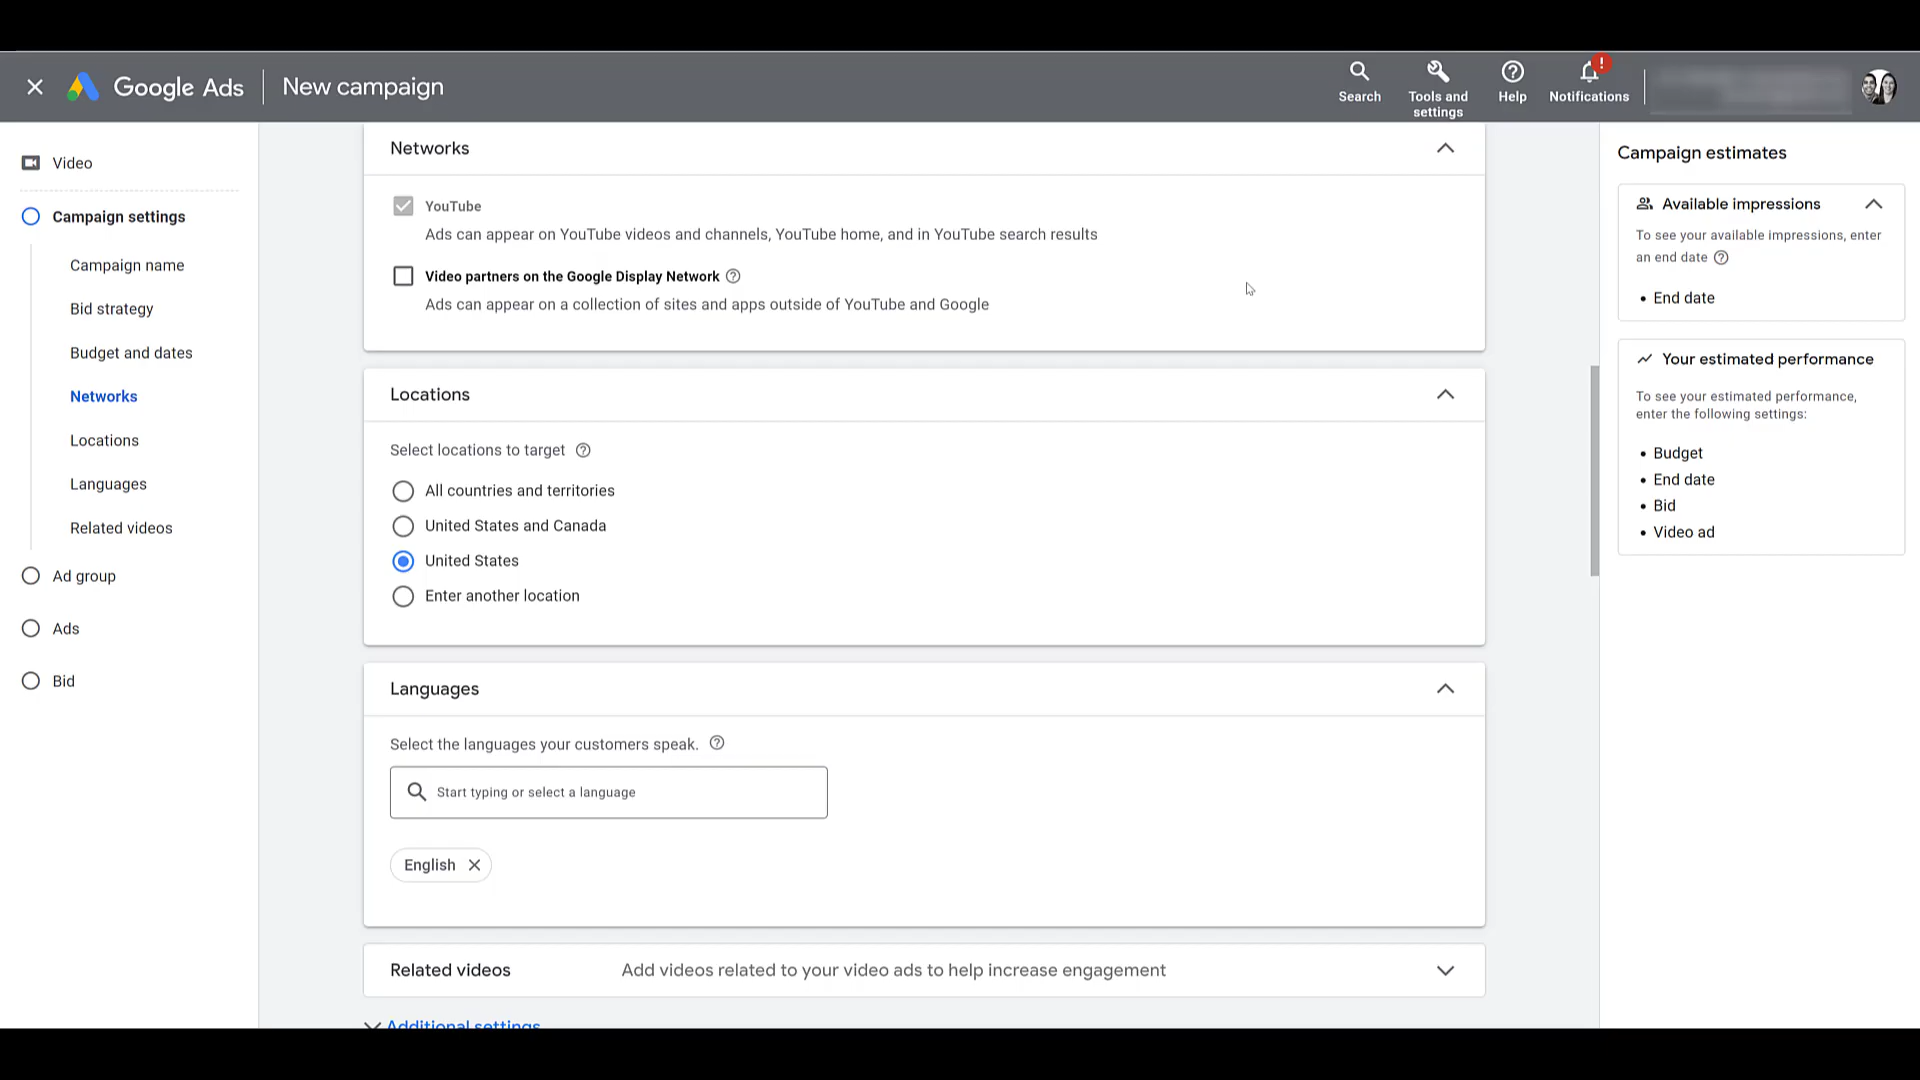 Google Ads
New campaign
Search
Tools and
settings
Help
!
Notifications
Video
Campaign settings
Campaign name
Bid strategy
Budget and dates
Networks
Locations
Languages
Related videos
Ad group
Ads
Bid
Networks
YouTube
Ads can appear on YouTube videos and channels, YouTube home, and in YouTube search results
Video partners on the Google Display Network
Ads can appear on a collection of sites and apps outside of YouTube and Google
Locations
Select locations to target
All countries and territories
United States and Canada
United States
Enter another location
Languages
Select the languages your customers speak.
Start typing or select a language
English
Related videos
Add videos related to your video ads to help increase engagement
Additional settings
Campaign estimates
Available impressions
To see your available impressions, enter
an end date
• End date
Your estimated performance
To see your estimated performance,
enter the following settings:
• Budget
• End date
• Bid
• Video ad